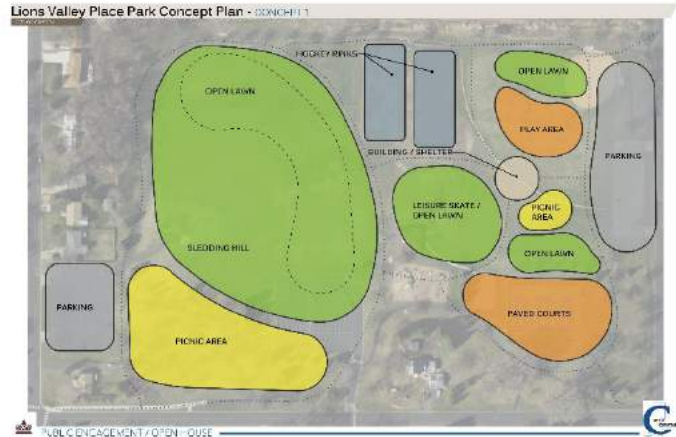 Lions Valley Place Park Concept Plan - CONCEPT 1
HOCKEY RINKS
OPEN LAWN
OPEN LAWN
PLAY AREA
BUILDING / SHELTER
PARKING
LEISURE SKATE /
OPEN LAWN
PICNIC
AREA
SLEDDING HILL
OPEN LAWN
PARKING
PAVED COURTS
PICNIC AREA
PUBLIC ENGAGEMENT / OPEN HOUSE